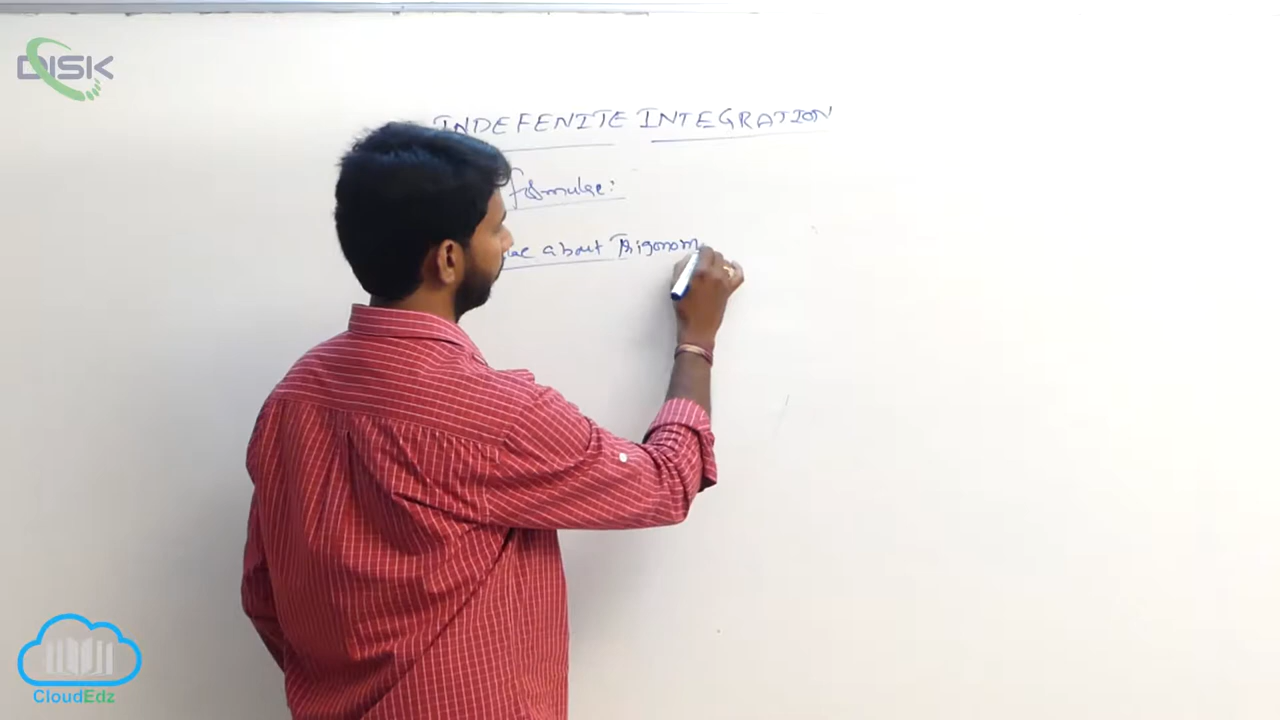 DISK
INDEFENITE INTEGRATION
formulae:
about Trigonom
CloudEdz